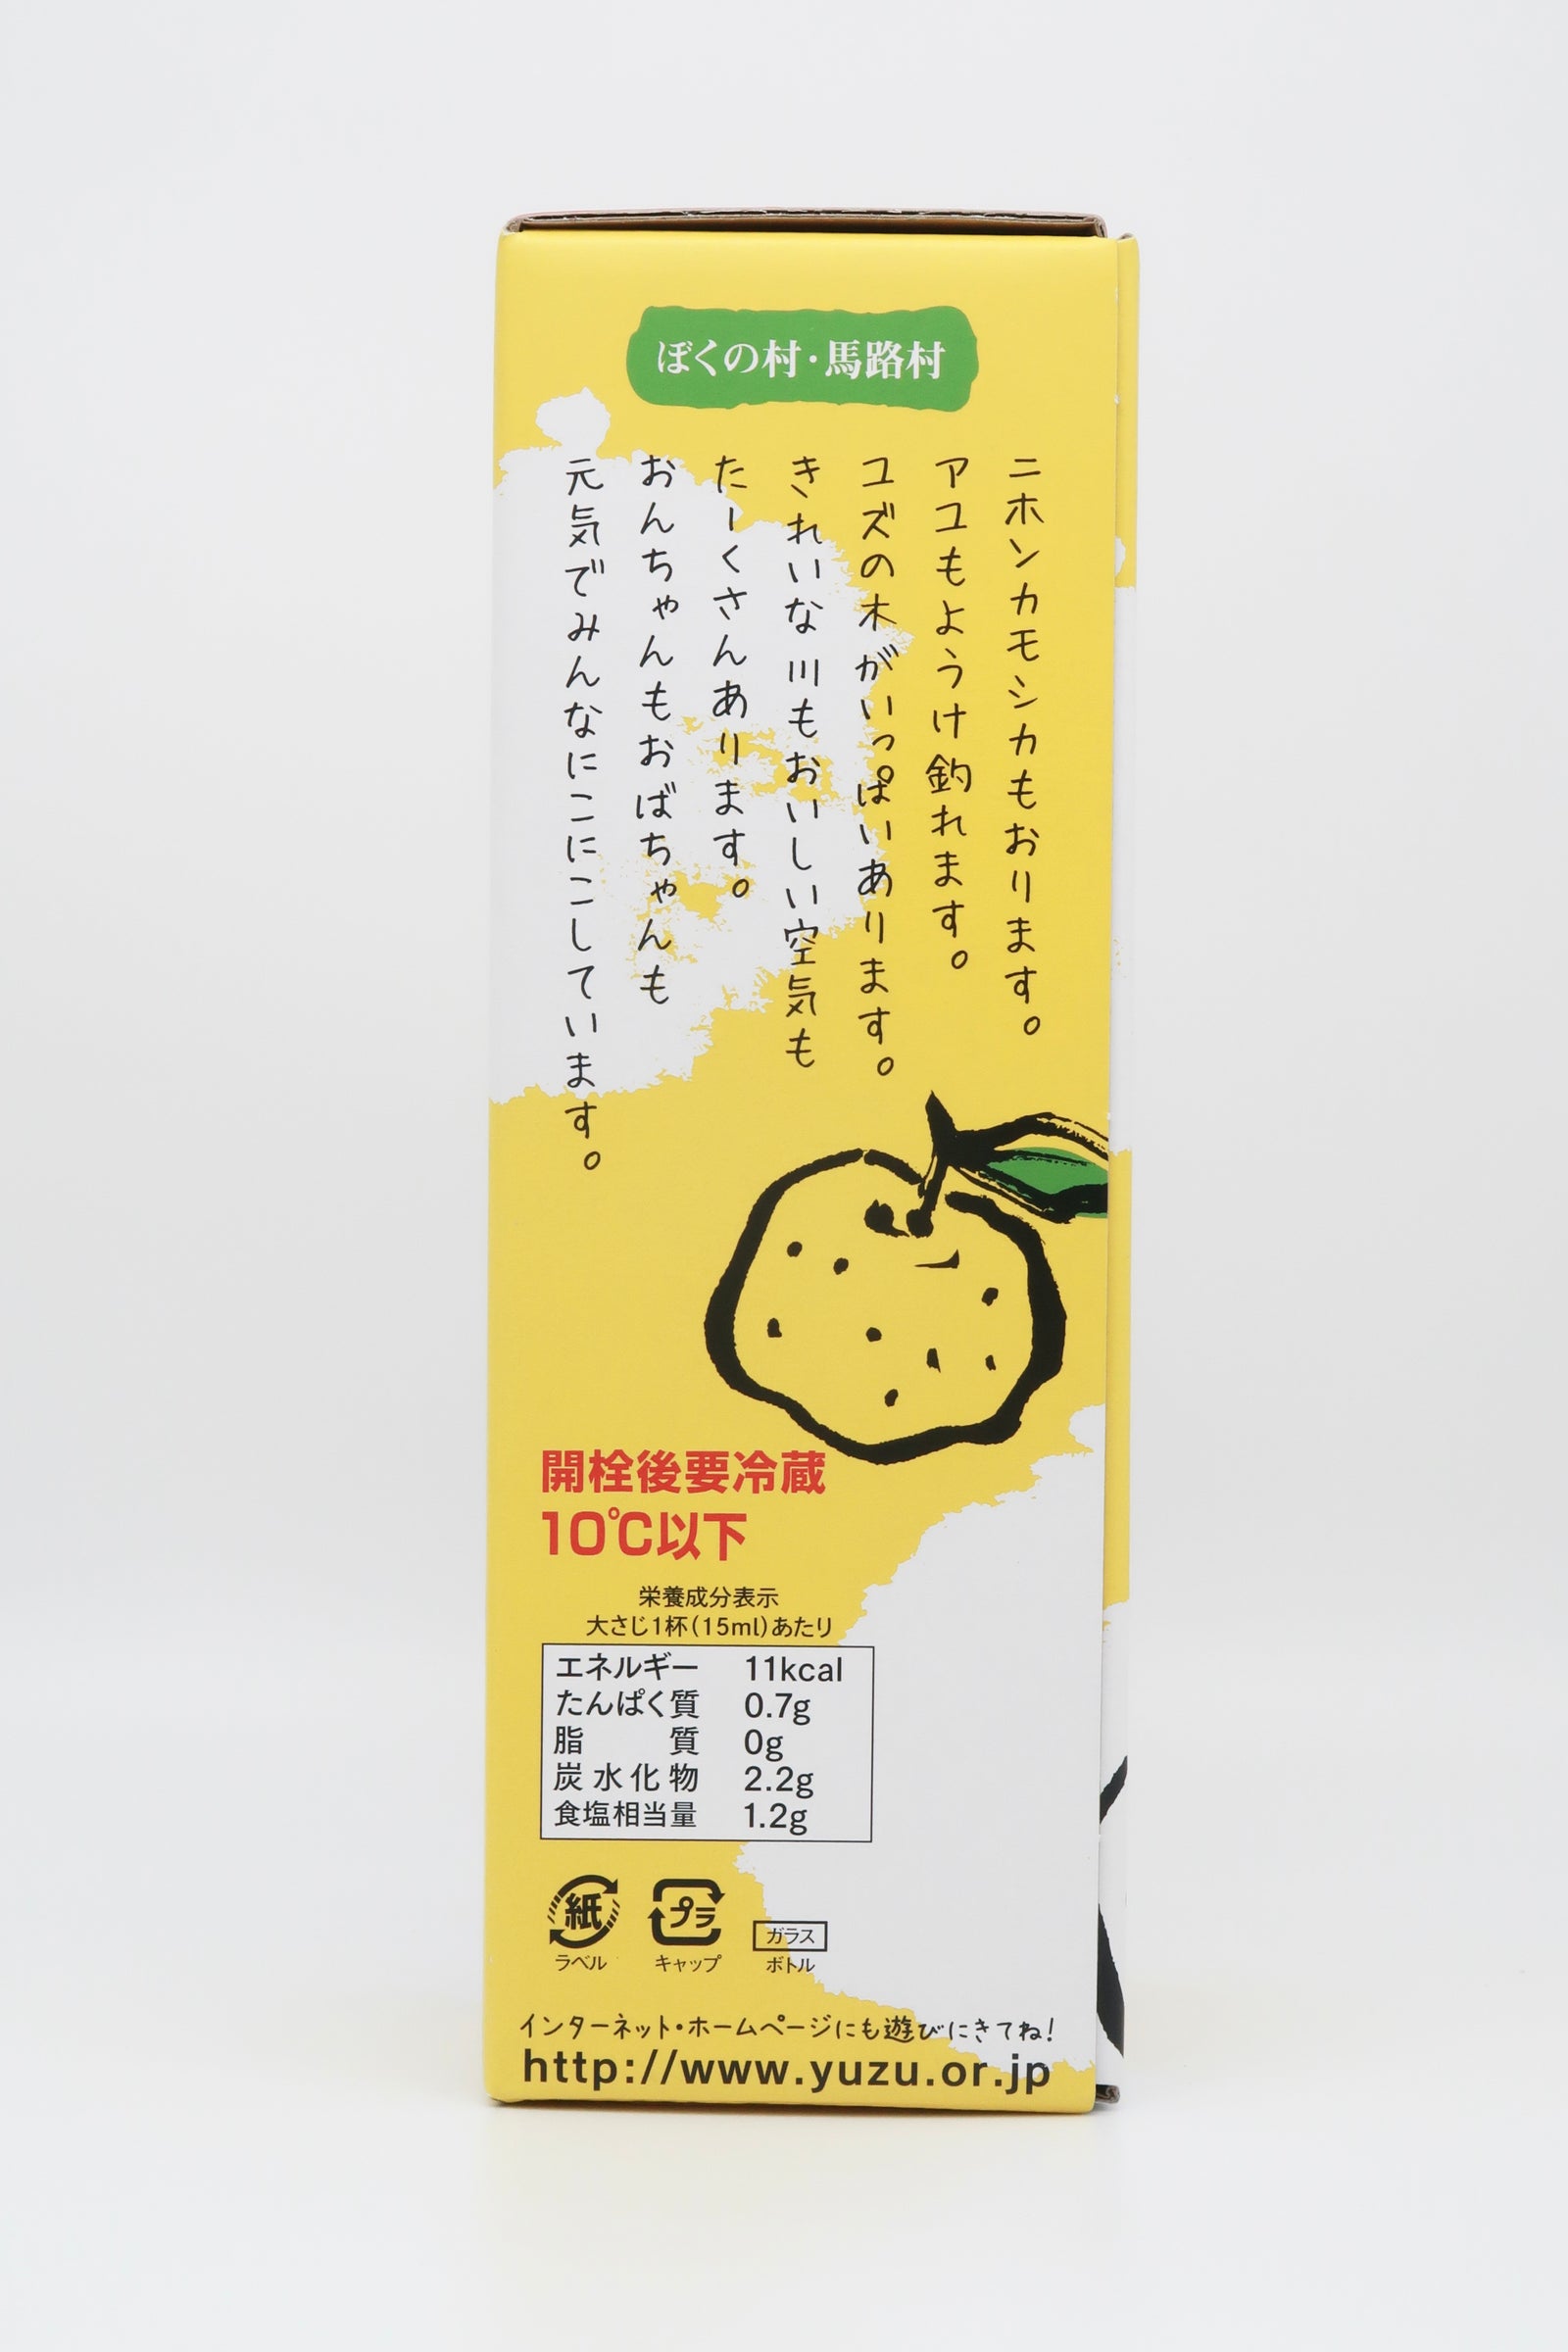 ぼくの村・馬路村
ニホンカモシカもおります。
アユもようけ釣れます。
ユズの木がいっぱいあります。
きれいな川もおいしい空気も
たーくさんあります。
おんちゃんもおばちゃんも
元気でみんなにこにこしています。
開栓後要冷蔵
10℃以下
栄養成分表示
大さじ1杯(15ml)あたり
エネルギー 11kcal
たんぱく質 0.7g
脂質 0g
炭水化物 2.2g
食塩相当量 1.2g
紙 プラ ガラス
ラベル キャップ ボトル
インターネット・ホームページにも遊びにきてね!
http://www.yuzu.or.jp